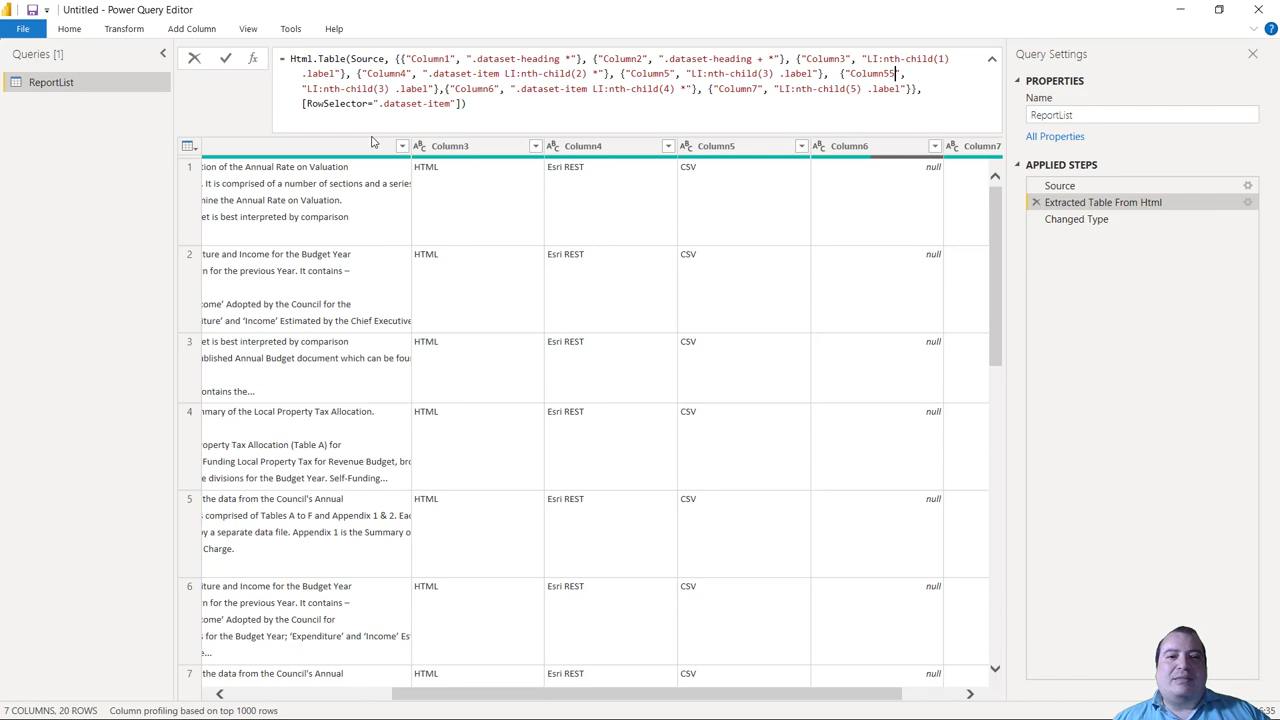 Untitled - Power Query Editor
File Home Transform Add Column View Tools Help
Queries [1]
ReportList
= Html.Table(Source, {{"Column1", ".dataset-heading *"}, {"Column2", ".dataset-heading + *"}, {"Column3", "LI:nth-child(1)
.label"}, {"Column4", ".dataset-item LI:nth-child(2) *"}, {"Column5", "LI:nth-child(3) .label"}, {"Column55",
"LI:nth-child(3) .label"},{"Column6", ".dataset-item LI:nth-child(4) *"}, {"Column7", "LI:nth-child(5) .label"}},
[RowSelector=".dataset-item"])
Column3 Column4 Column5 Column6 Column7
1 tion of the Annual Rate on Valuation HTML Esri REST CSV null
. It is comprised of a number of sections and a series
mine the Annual Rate on Valuation.
et is best interpreted by comparison
2 ture and Income for the Budget Year HTML Esri REST CSV null
n for the previous Year. It contains –
ome’ Adopted by the Council for the
iture’ and ‘Income’ Estimated by the Chief Executive
3 et is best interpreted by comparison HTML Esri REST CSV null
ublished Annual Budget document which can be fou
ontains the...
4 mmary of the Local Property Tax Allocation. HTML Esri REST CSV null
roperty Tax Allocation (Table A) for
Funding Local Property Tax for Revenue Budget, bro
e divisions for the Budget Year. Self-Funding...
5 the data from the Council's Annual HTML Esri REST CSV null
s comprised of Tables A to F and Appendix 1 & 2. Eac
by a separate data file. Appendix 1 is the Summary o
Charge.
6 iture and Income for the Budget Year HTML Esri REST CSV null
n for the previous Year. It contains –
ome’ Adopted by the Council for
s for the Budget Year; ‘Expenditure’ and ‘Income’ Est
e...
7 the data from the Council's Annual HTML Esri REST CSV null
Query Settings
PROPERTIES
Name
ReportList
All Properties
APPLIED STEPS
Source
Extracted Table From Html
Changed Type
7 COLUMNS, 20 ROWS Column profiling based on top 1000 rows